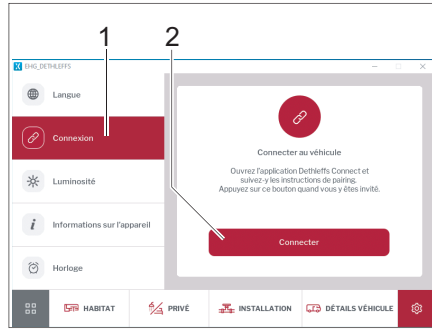 1 2
EHG_DETHLEFFS
Langue
Connexion
Luminosité
Informations sur l'appareil
Horloge
Connecter au véhicule
Ouvrez l'application Dethleffs Connect et
suivez-y les instructions de pairing.
Appuyez sur ce bouton quand vous y êtes invité.
Connecter
HABITAT PRIVÉ INSTALLATION DÉTAILS VÉHICULE